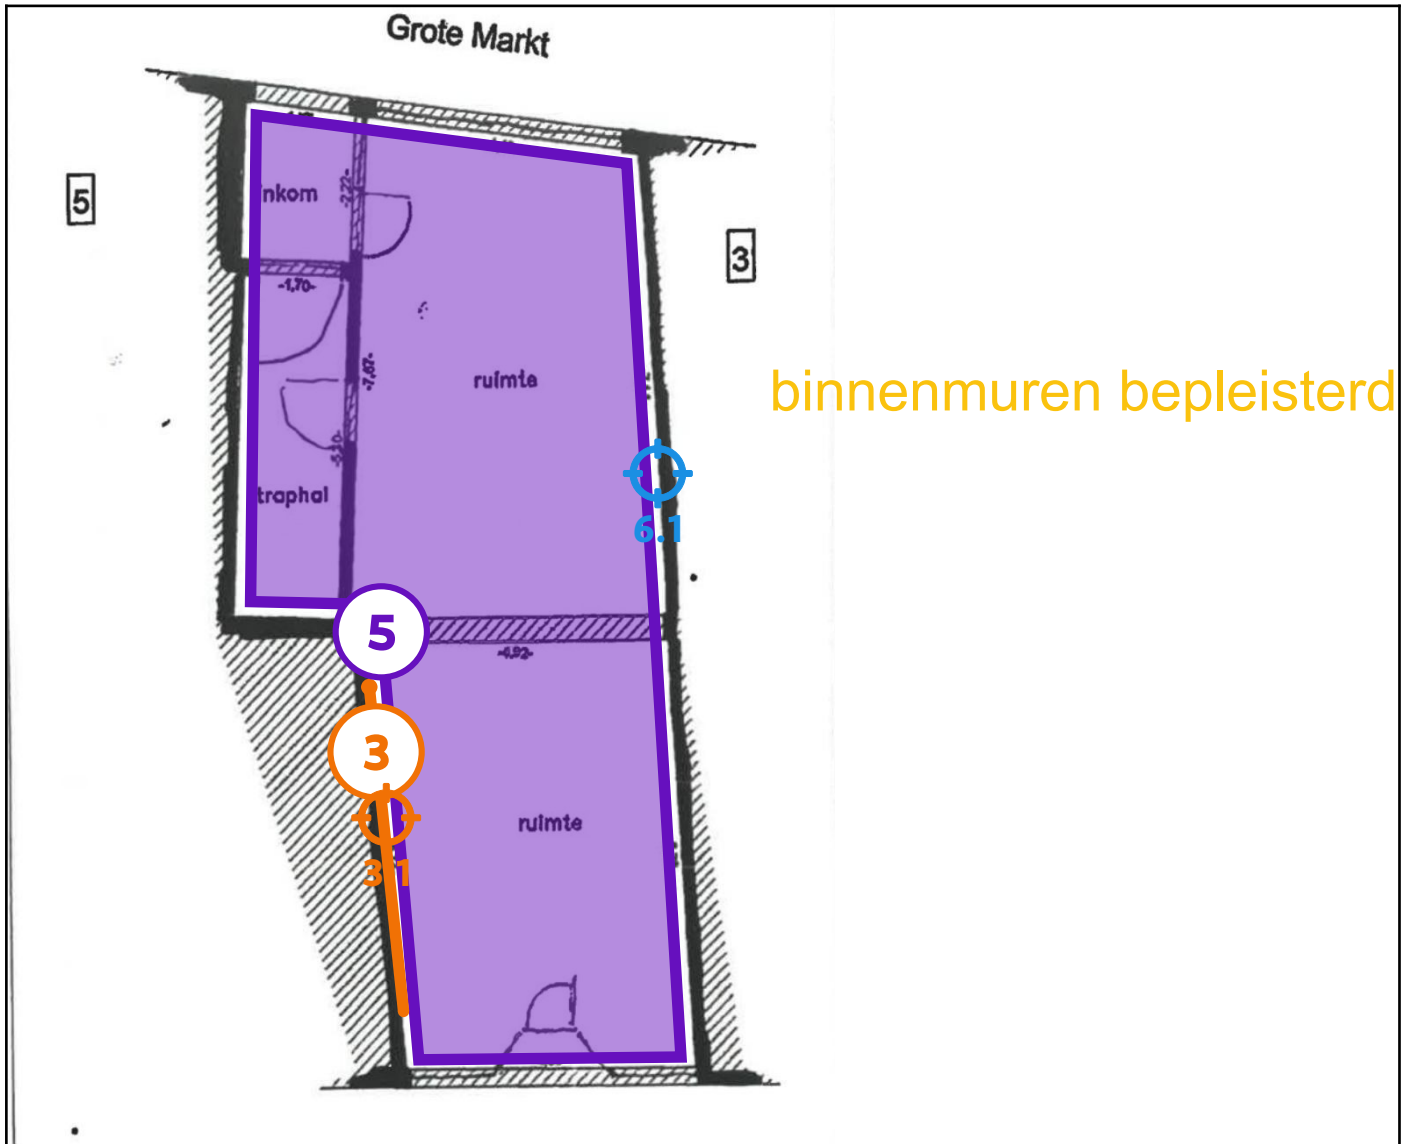 Grote Markt
5
nkom
-2,22-
3
-1,70-
-7,67-
ruimte
binnenmuren bepleisterd
traphal
6.1
5
-4,92-
3
ruimte
3.1